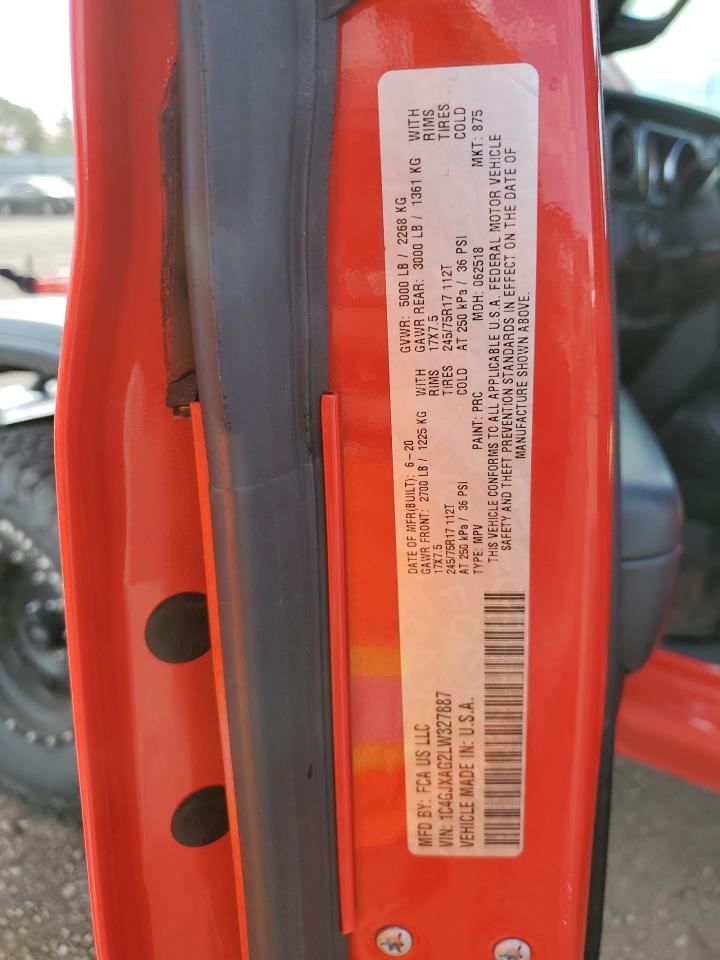 MFD BY: FCA US LLC
DATE OF MFR(BUILT): 6-20
GVWR: 5000 LB / 2268 KG
GAWR FRONT: 2700 LB / 1225 KG WITH
GAWR REAR: 3000 LB / 1361 KG WITH
17X7.5 RIMS
17X7.5 RIMS
245/75R17 112T TIRES
245/75R17 112T TIRES
AT 250 kPa / 36 PSI COLD
AT 250 kPa / 36 PSI COLD
VIN: 1C4GJXAG2LW327887
TYPE: MPV
PAINT: PRC
MDH: 062518
MKT: 875
VEHICLE MADE IN: U.S.A.
THIS VEHICLE CONFORMS TO ALL APPLICABLE U.S.A. FEDERAL MOTOR VEHICLE
SAFETY AND THEFT PREVENTION STANDARDS IN EFFECT ON THE DATE OF
MANUFACTURE SHOWN ABOVE.